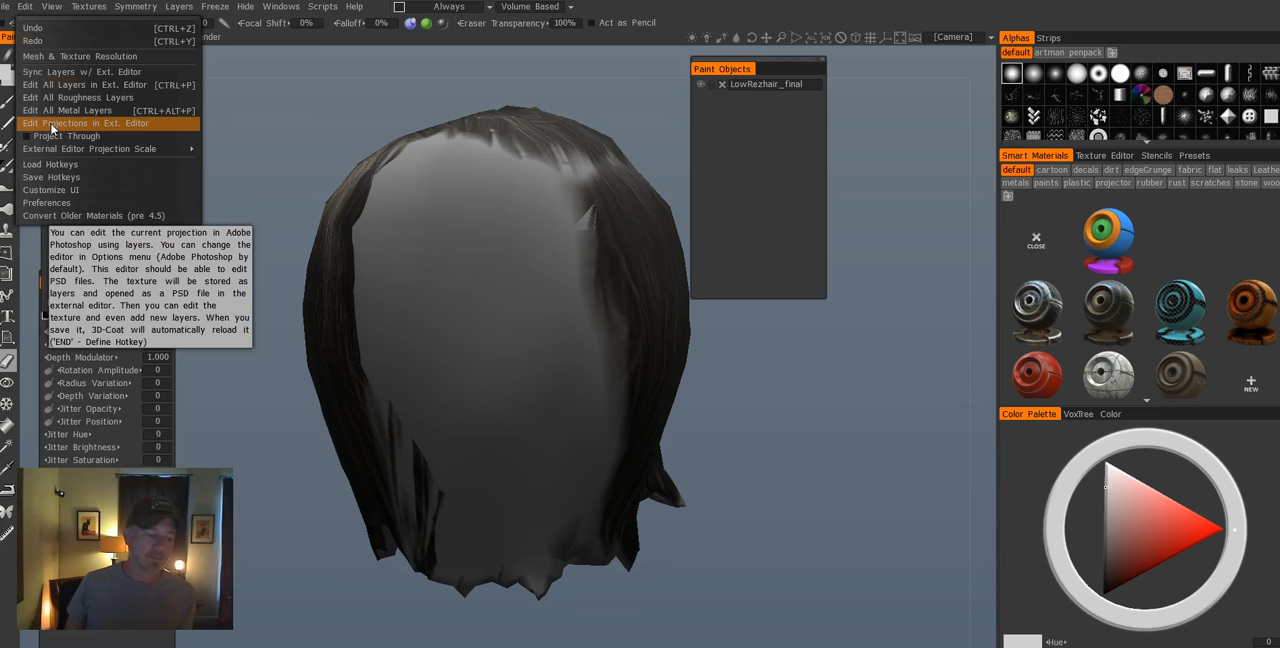 ile Edit View Textures Symmetry Layers Freeze Hide Windows Scripts Help Always Volume Based
0 Focal Shift: 0% Falloff: 0% Eraser Transparency: 100% Act as Pencil
[Camera]
Undo [CTRL+Z]
Redo [CTRL+Y]
Mesh & Texture Resolution
Sync Layers w/ Ext. Editor
Edit All Layers in Ext. Editor [CTRL+P]
Edit All Roughness Layers
Edit All Metal Layers [CTRL+ALT+P]
Edit Projections in Ext. Editor
Project Through
External Editor Projection Scale
Load Hotkeys
Save Hotkeys
Customize UI
Preferences
Convert Older Materials (pre 4.5)
You can edit the current projection in Adobe
Photoshop using layers. You can change the
editor in Options menu (Adobe Photoshop by
default). This editor should be able to edit
PSD files. The texture will be stored as
layers and opened as a PSD file in the
external editor. Then you can edit the
texture and even add new layers. When you
save it, 3D-Coat will automatically reload it
('END' - Define Hotkey)
Depth Modulator 1.000
Rotation Amplitude 0
Radius Variation 0
Depth Variation 0
Jitter Opacity 0
Jitter Position 0
Jitter Hue 0
Jitter Brightness 0
Jitter Saturation 0
Paint Objects
LowRezhair_final
Alphas Strips
default artman penpack
Smart Materials Texture Editor Stencils Presets
default cartoon decals dirt edgeGrunge fabric flat leaks Leathe
metals paints plastic projector rubber rust scratches stone woo
CLOSE
NEW
Color Palette VoxTree Color
Hue 0